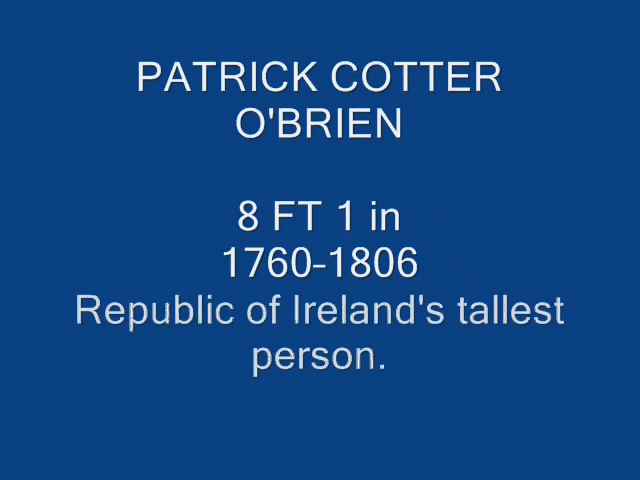 PATRICK COTTER
O'BRIEN
8 FT 1 in
1760-1806
Republic of Ireland's tallest
person.